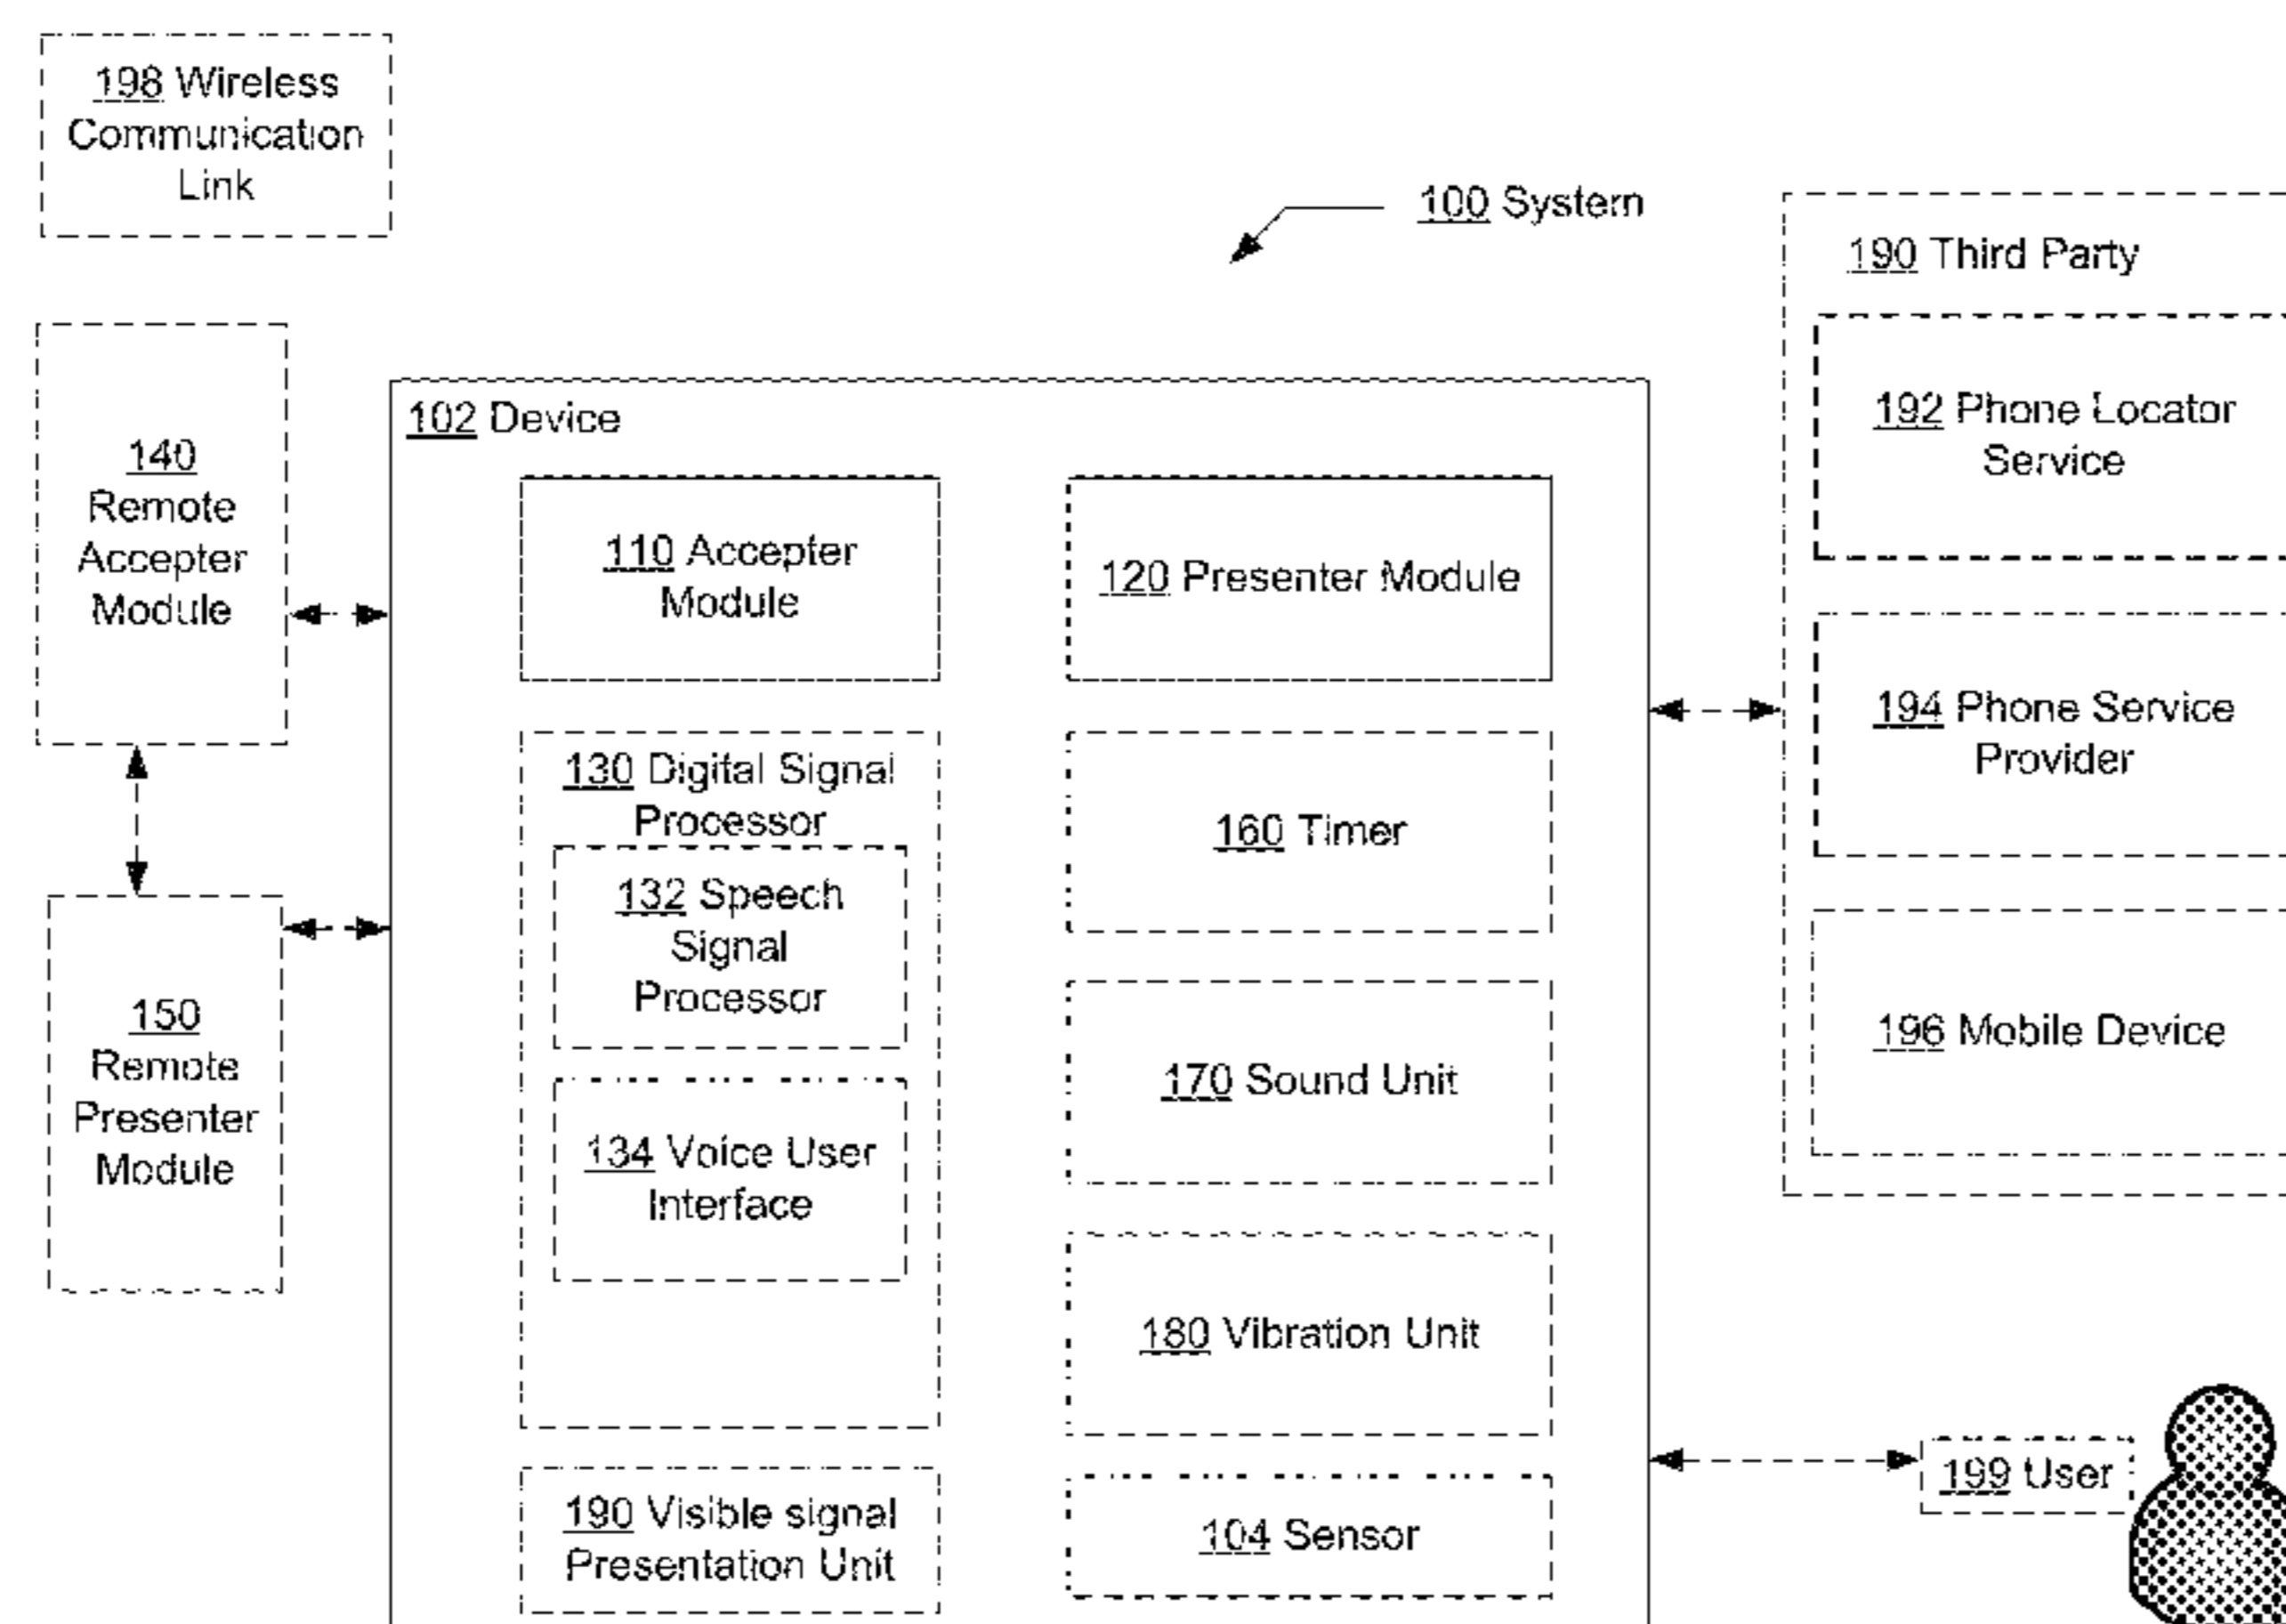 198 Wireless
Communication
Link
100 System
190 Third Party
192 Phone Locator
Service
194 Phone Service
Provider
196 Mobile Device
140
Remote
Accepter
Module
150
Remote
Presenter
Module
102 Device
110 Accepter
Module
120 Presenter Module
130 Digital Signal
Processor
132 Speech
Signal
Processor
134 Voice User
Interface
160 Timer
170 Sound Unit
180 Vibration Unit
190 Visible signal
Presentation Unit
104 Sensor
199 User